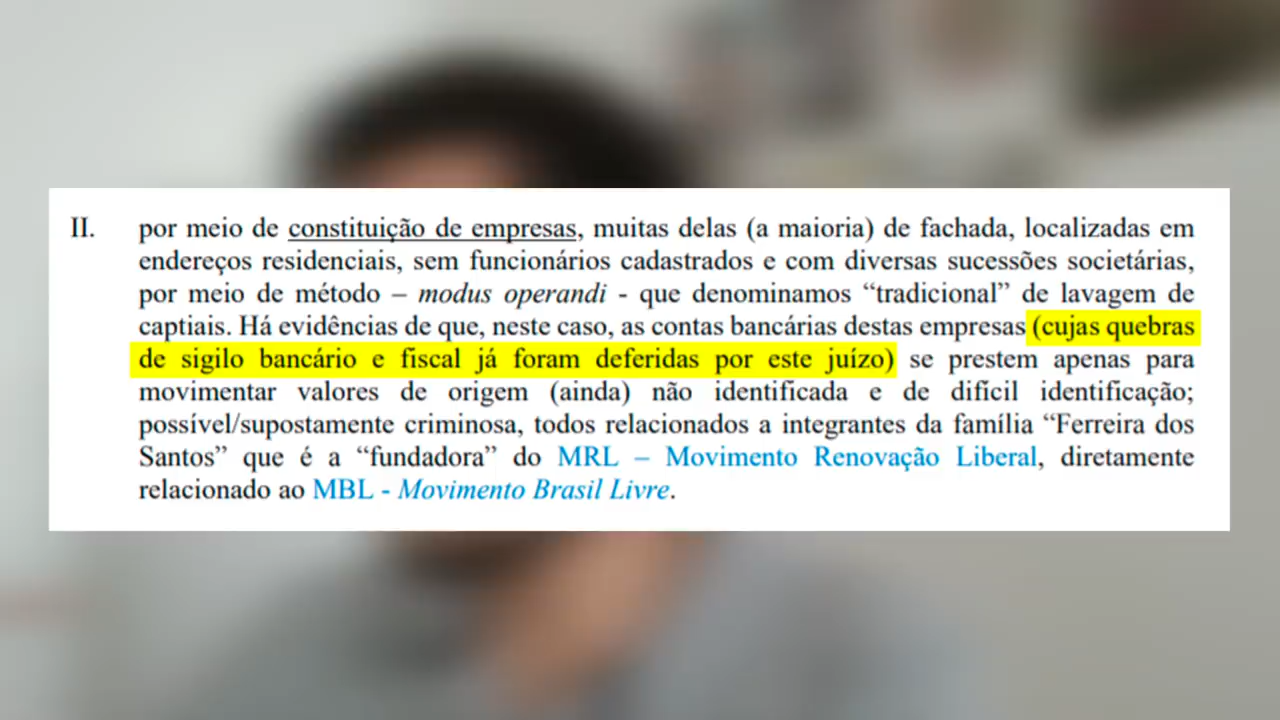 II. por meio de constituição de empresas, muitas delas (a maioria) de fachada, localizadas em
endereços residenciais, sem funcionários cadastrados e com diversas sucessões societárias,
por meio de método – modus operandi - que denominamos “tradicional” de lavagem de
captiais. Há evidências de que, neste caso, as contas bancárias destas empresas (cujas quebras
de sigilo bancário e fiscal já foram deferidas por este juízo) se prestem apenas para
movimentar valores de origem (ainda) não identificada e de difícil identificação;
possível/supostamente criminosa, todos relacionados a integrantes da família “Ferreira dos
Santos” que é a “fundadora” do MRL – Movimento Renovação Liberal, diretamente
relacionado ao MBL - Movimento Brasil Livre.